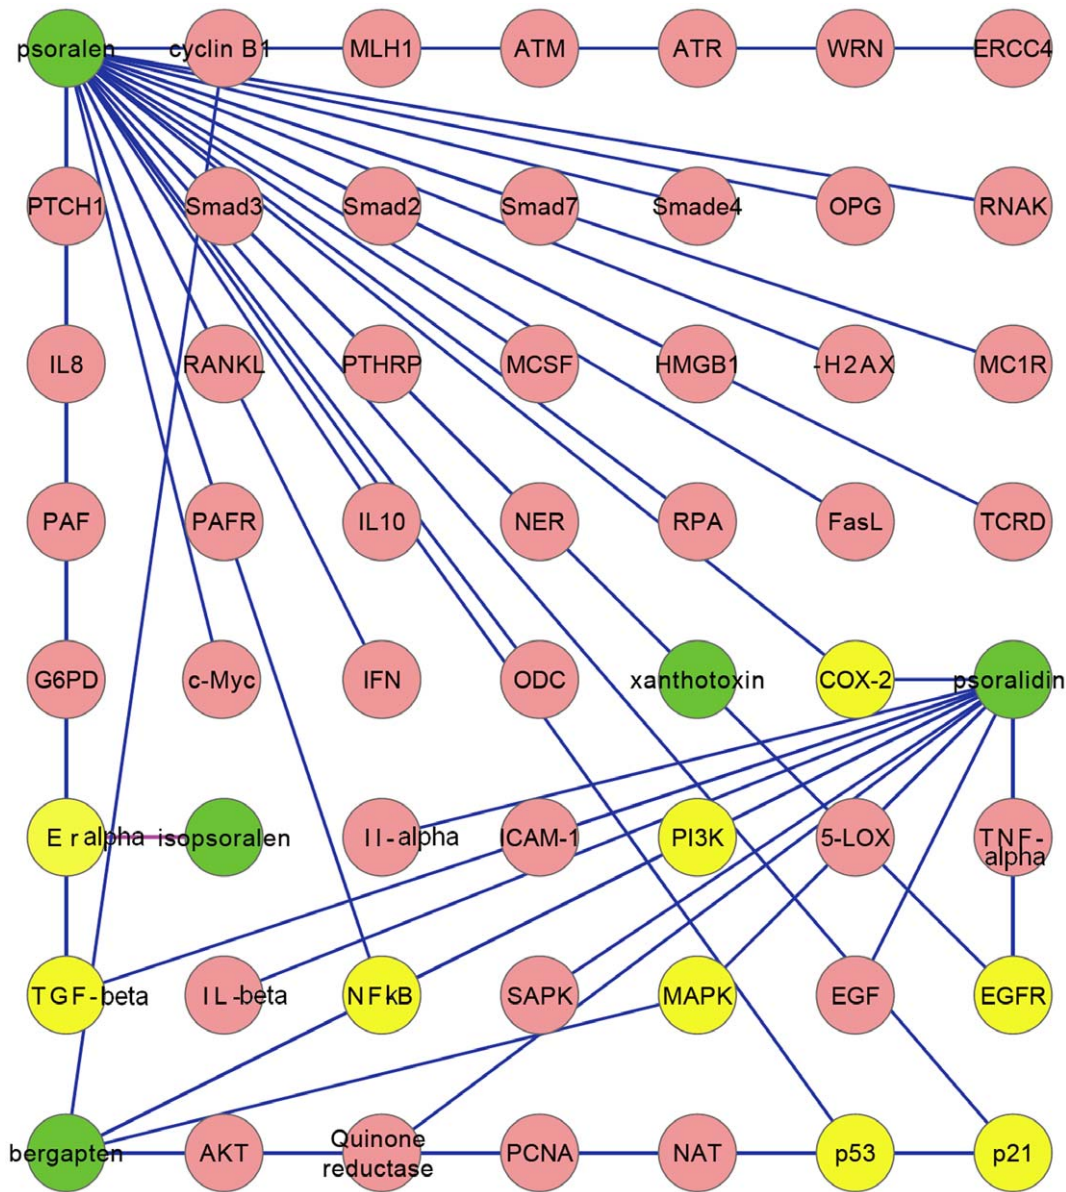 psoralen cyclin B1 MLH1 ATM ATR WRN ERCC4
PTCH1 Smad3 Smad2 Smad7 Smade4 OPG RNAK
IL8 RANKL PTHRP MCSF HMGB1 -H2AX MC1R
PAF PAFR IL10 NER RPA FasL TCRD
G6PD c-Myc IFN ODC xanthotoxin COX-2 psoralidin
Er alpha isopsoralen II-alpha ICAM-1 PI3K 5-LOX TNF-
alpha
TGF-beta IL-beta NFkB SAPK MAPK EGF EGFR
bergapten AKT Quinone
reductase PCNA NAT p53 p21